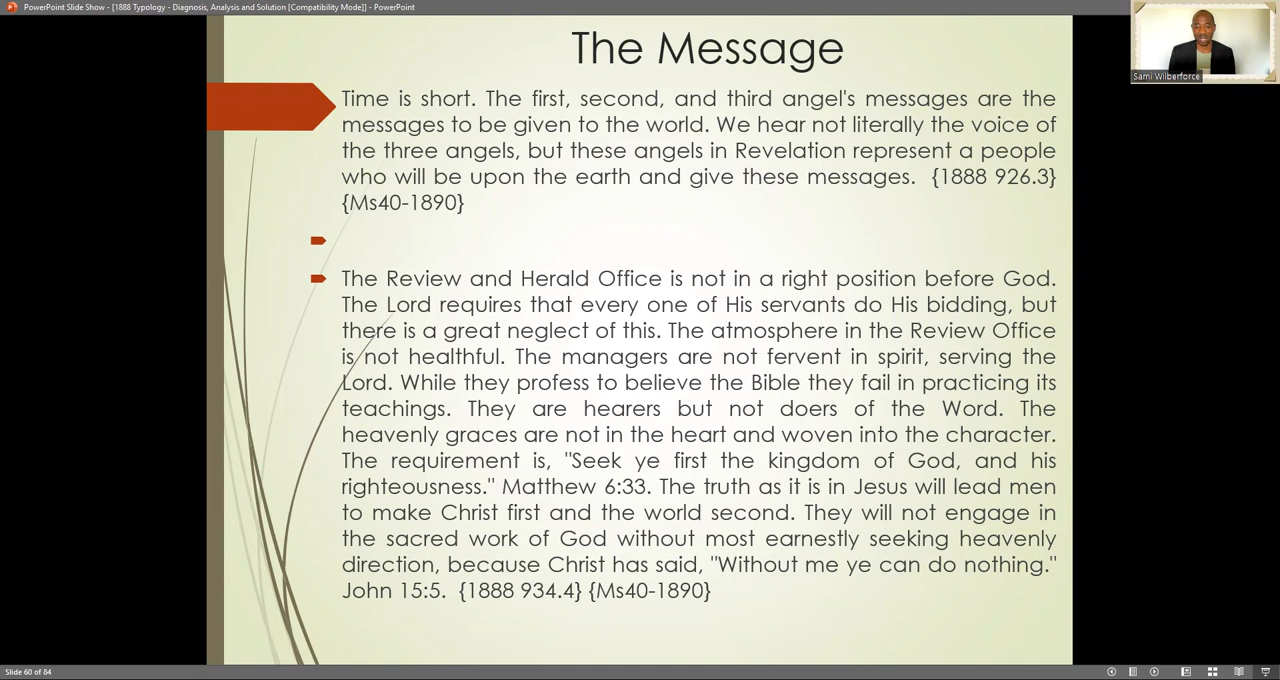 PowerPoint Slide Show - [1888 Typology - Diagnosis, Analysis and Solution [Compatibility Mode]] - PowerPoint
Sami Wilberforce
The Message
Time is short. The first, second, and third angel's messages are the
messages to be given to the world. We hear not literally the voice of
the three angels, but these angels in Revelation represent a people
who will be upon the earth and give these messages. {1888 926.3}
{Ms40-1890}
The Review and Herald Office is not in a right position before God.
The Lord requires that every one of His servants do His bidding, but
there is a great neglect of this. The atmosphere in the Review Office
is not healthful. The managers are not fervent in spirit, serving the
Lord. While they profess to believe the Bible they fail in practicing its
teachings. They are hearers but not doers of the Word. The
heavenly graces are not in the heart and woven into the character.
The requirement is, "Seek ye first the kingdom of God, and his
righteousness." Matthew 6:33. The truth as it is in Jesus will lead men
to make Christ first and the world second. They will not engage in
the sacred work of God without most earnestly seeking heavenly
direction, because Christ has said, "Without me ye can do nothing."
John 15:5. {1888 934.4} {Ms40-1890}
Slide 60 of 84